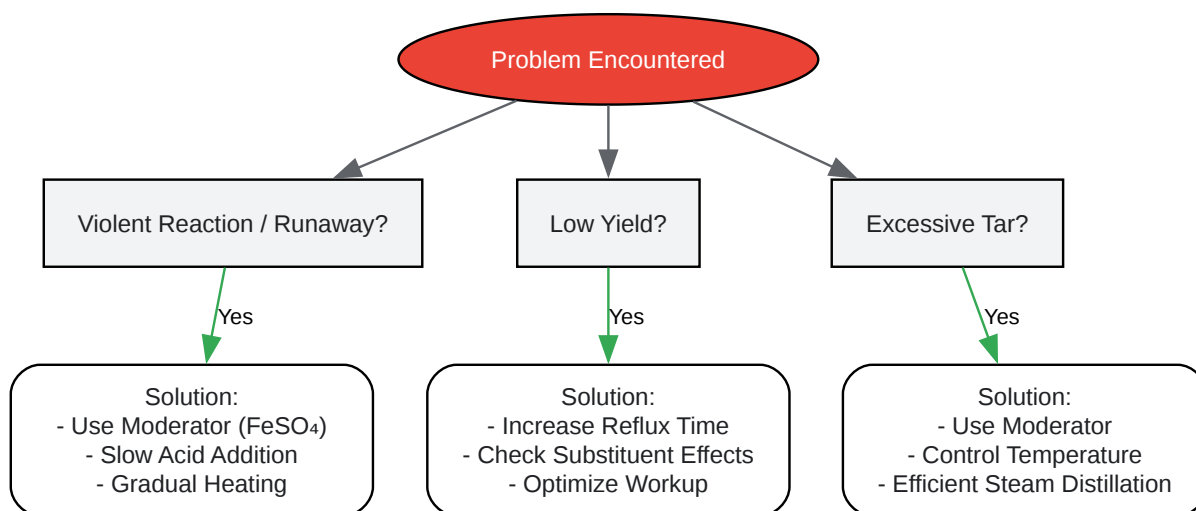 Problem Encountered
Violent Reaction / Runaway?
Low Yield?
Excessive Tar?
Yes
Yes
Yes
Solution:
- Use Moderator (FeSO₄)
- Slow Acid Addition
- Gradual Heating
Solution:
- Increase Reflux Time
- Check Substituent Effects
- Optimize Workup
Solution:
- Use Moderator
- Control Temperature
- Efficient Steam Distillation